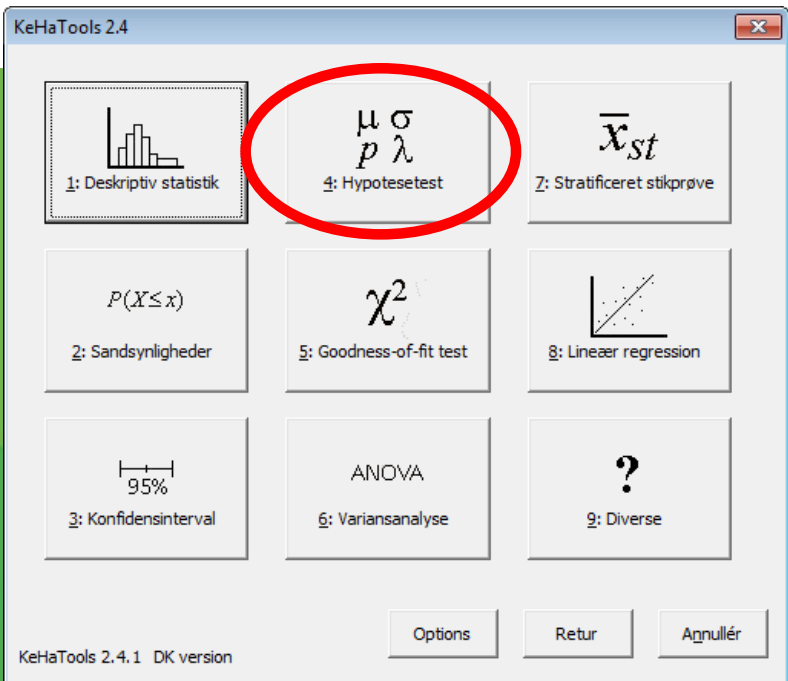 KeHaTools 2.4
1: Deskriptiv statistik
μ σ
p λ
4: Hypotesetest
x̅st
7: Stratificeret stikprøve
P(X≤x)
2: Sandsynligheder
χ²
5: Goodness-of-fit test
8: Lineær regression
95%
3: Konfidensinterval
ANOVA
6: Variansanalyse
?
9: Diverse
Options
Retur
Annullér
KeHaTools 2.4.1 DK version